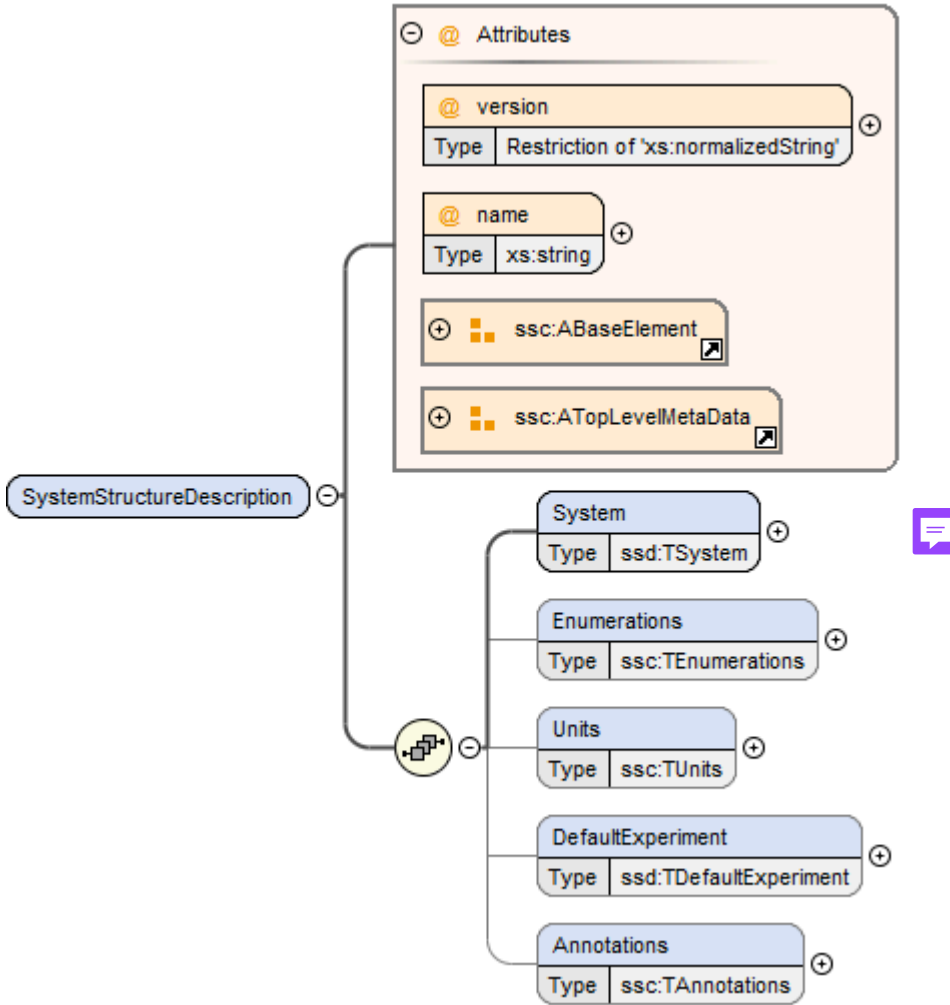 @ Attributes
@ version
Type Restriction of 'xs:normalizedString'
@ name
Type xs:string
ssc:ABaseElement
ssc:ATopLevelMetaData
SystemStructureDescription
System
Type ssd:TSystem
Enumerations
Type ssc:TEnumerations
Units
Type ssc:TUnits
DefaultExperiment
Type ssd:TDefaultExperiment
Annotations
Type ssc:TAnnotations